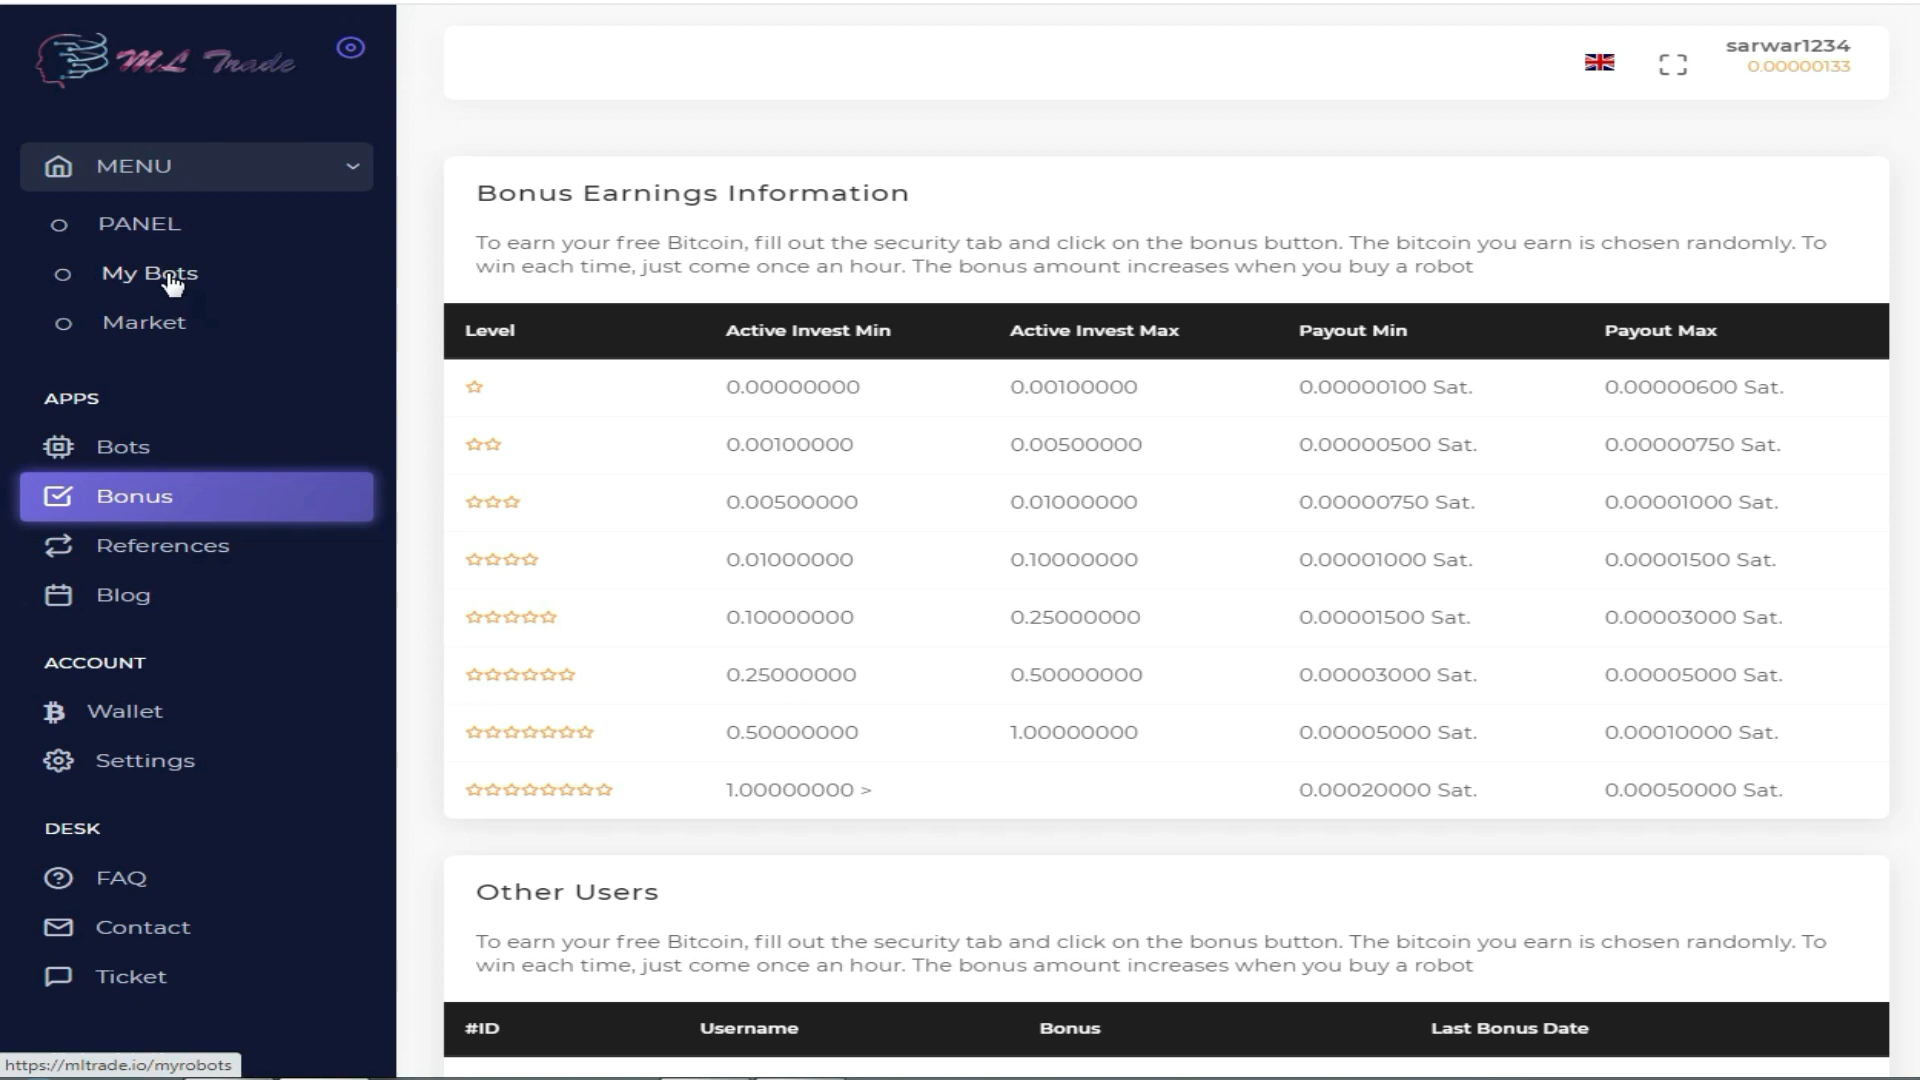 ML Trade
sarwar1234
0.00000133
MENU
PANEL
My Bots
Market
APPS
Bots
Bonus
References
Blog
ACCOUNT
Wallet
Settings
DESK
FAQ
Contact
Ticket
https://mltrade.io/myrobots
Bonus Earnings Information
To earn your free Bitcoin, fill out the security tab and click on the bonus button. The bitcoin you earn is chosen randomly. To
win each time, just come once an hour. The bonus amount increases when you buy a robot
Level Active Invest Min Active Invest Max Payout Min Payout Max
0.00000000 0.00100000 0.00000100 Sat. 0.00000600 Sat.
0.00100000 0.00500000 0.00000500 Sat. 0.00000750 Sat.
0.00500000 0.01000000 0.00000750 Sat. 0.00001000 Sat.
0.01000000 0.10000000 0.00001000 Sat. 0.00001500 Sat.
0.10000000 0.25000000 0.00001500 Sat. 0.00003000 Sat.
0.25000000 0.50000000 0.00003000 Sat. 0.00005000 Sat.
0.50000000 1.00000000 0.00005000 Sat. 0.00010000 Sat.
1.00000000 > 0.00020000 Sat. 0.00050000 Sat.
Other Users
To earn your free Bitcoin, fill out the security tab and click on the bonus button. The bitcoin you earn is chosen randomly. To
win each time, just come once an hour. The bonus amount increases when you buy a robot
#ID Username Bonus Last Bonus Date